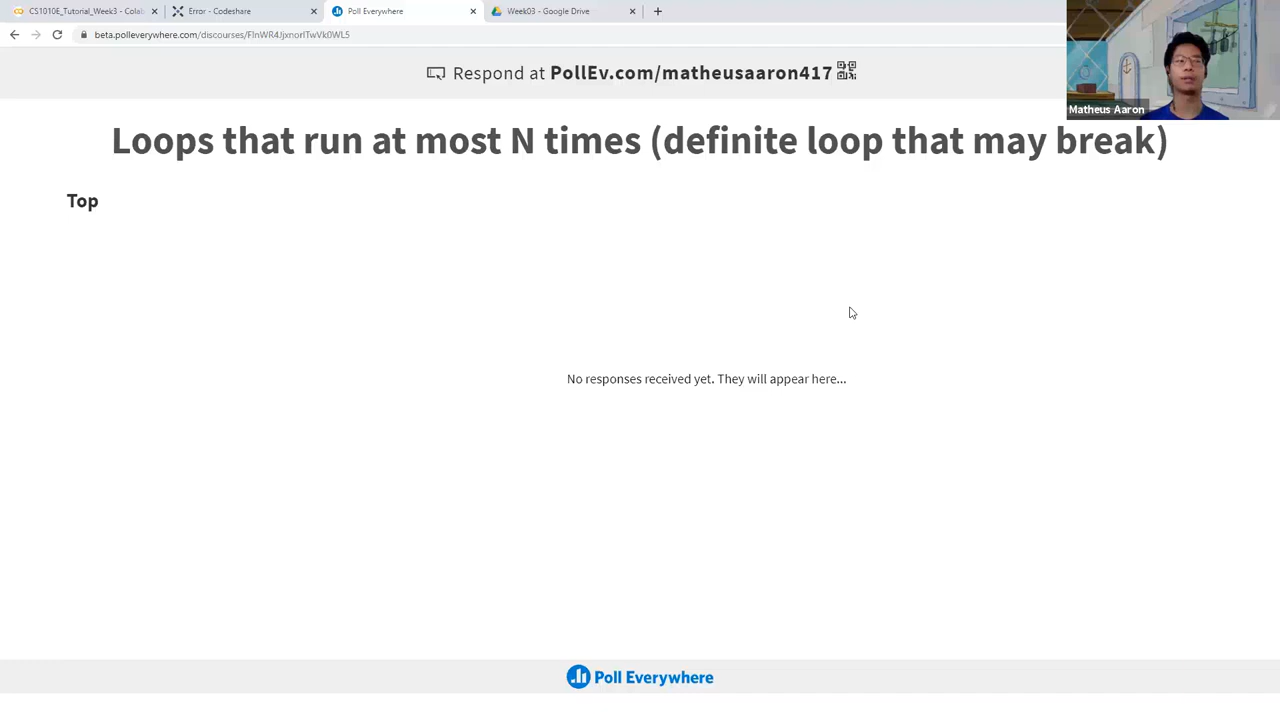 CS1010E_Tutorial_Week3 - Colab
Error - Codeshare
Poll Everywhere
Week03 - Google Drive
Respond at PollEv.com/matheusaaron417
Matheus Aaron
Loops that run at most N times (definite loop that may break)
Top
No responses received yet. They will appear here...
Poll Everywhere